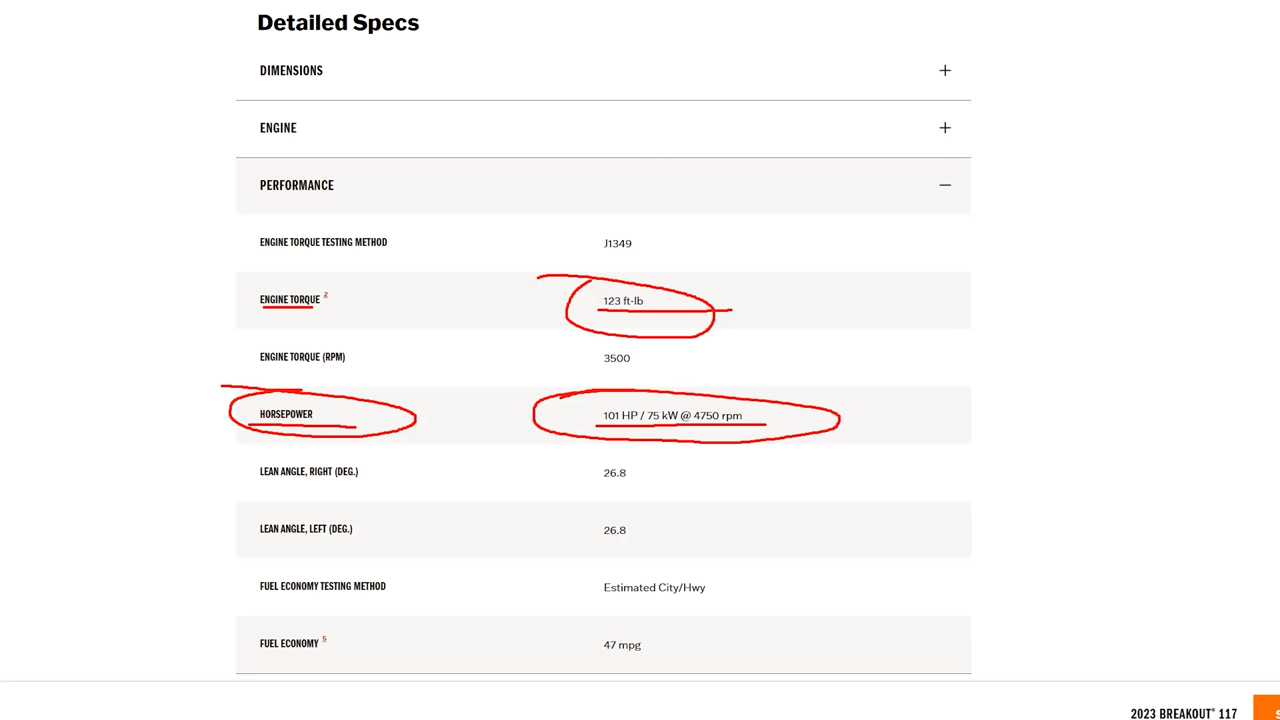 Detailed Specs
DIMENSIONS
ENGINE
PERFORMANCE
ENGINE TORQUE TESTING METHOD J1349
ENGINE TORQUE 2 123 ft-lb
ENGINE TORQUE (RPM) 3500
HORSEPOWER 101 HP / 75 kW @ 4750 rpm
LEAN ANGLE, RIGHT (DEG.) 26.8
LEAN ANGLE, LEFT (DEG.) 26.8
FUEL ECONOMY TESTING METHOD Estimated City/Hwy
FUEL ECONOMY 5 47 mpg
2023 BREAKOUT® 117